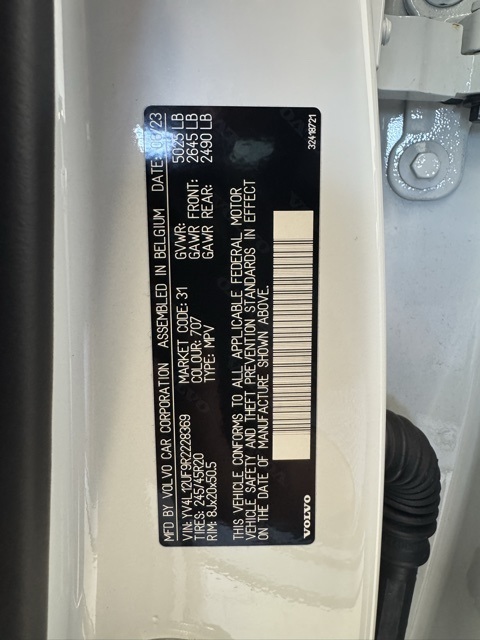 MFD BY VOLVO CAR CORPORATION ASSEMBLED IN BELGIUM DATE: /23
VIN: YV4L12UF9R2228369 MARKET CODE: 31 GVWR: 5025 LB
TIRES: 245/45R20 COLOUR: 707 GAWR FRONT: 2645 LB
RIM: 8Jx20x50.5 TYPE: MPV GAWR REAR: 2490 LB
THIS VEHICLE CONFORMS TO ALL APPLICABLE FEDERAL MOTOR
VEHICLE SAFETY AND THEFT PREVENTION STANDARDS IN EFFECT
ON THE DATE OF MANUFACTURE SHOWN ABOVE.
VOLVO 32418721